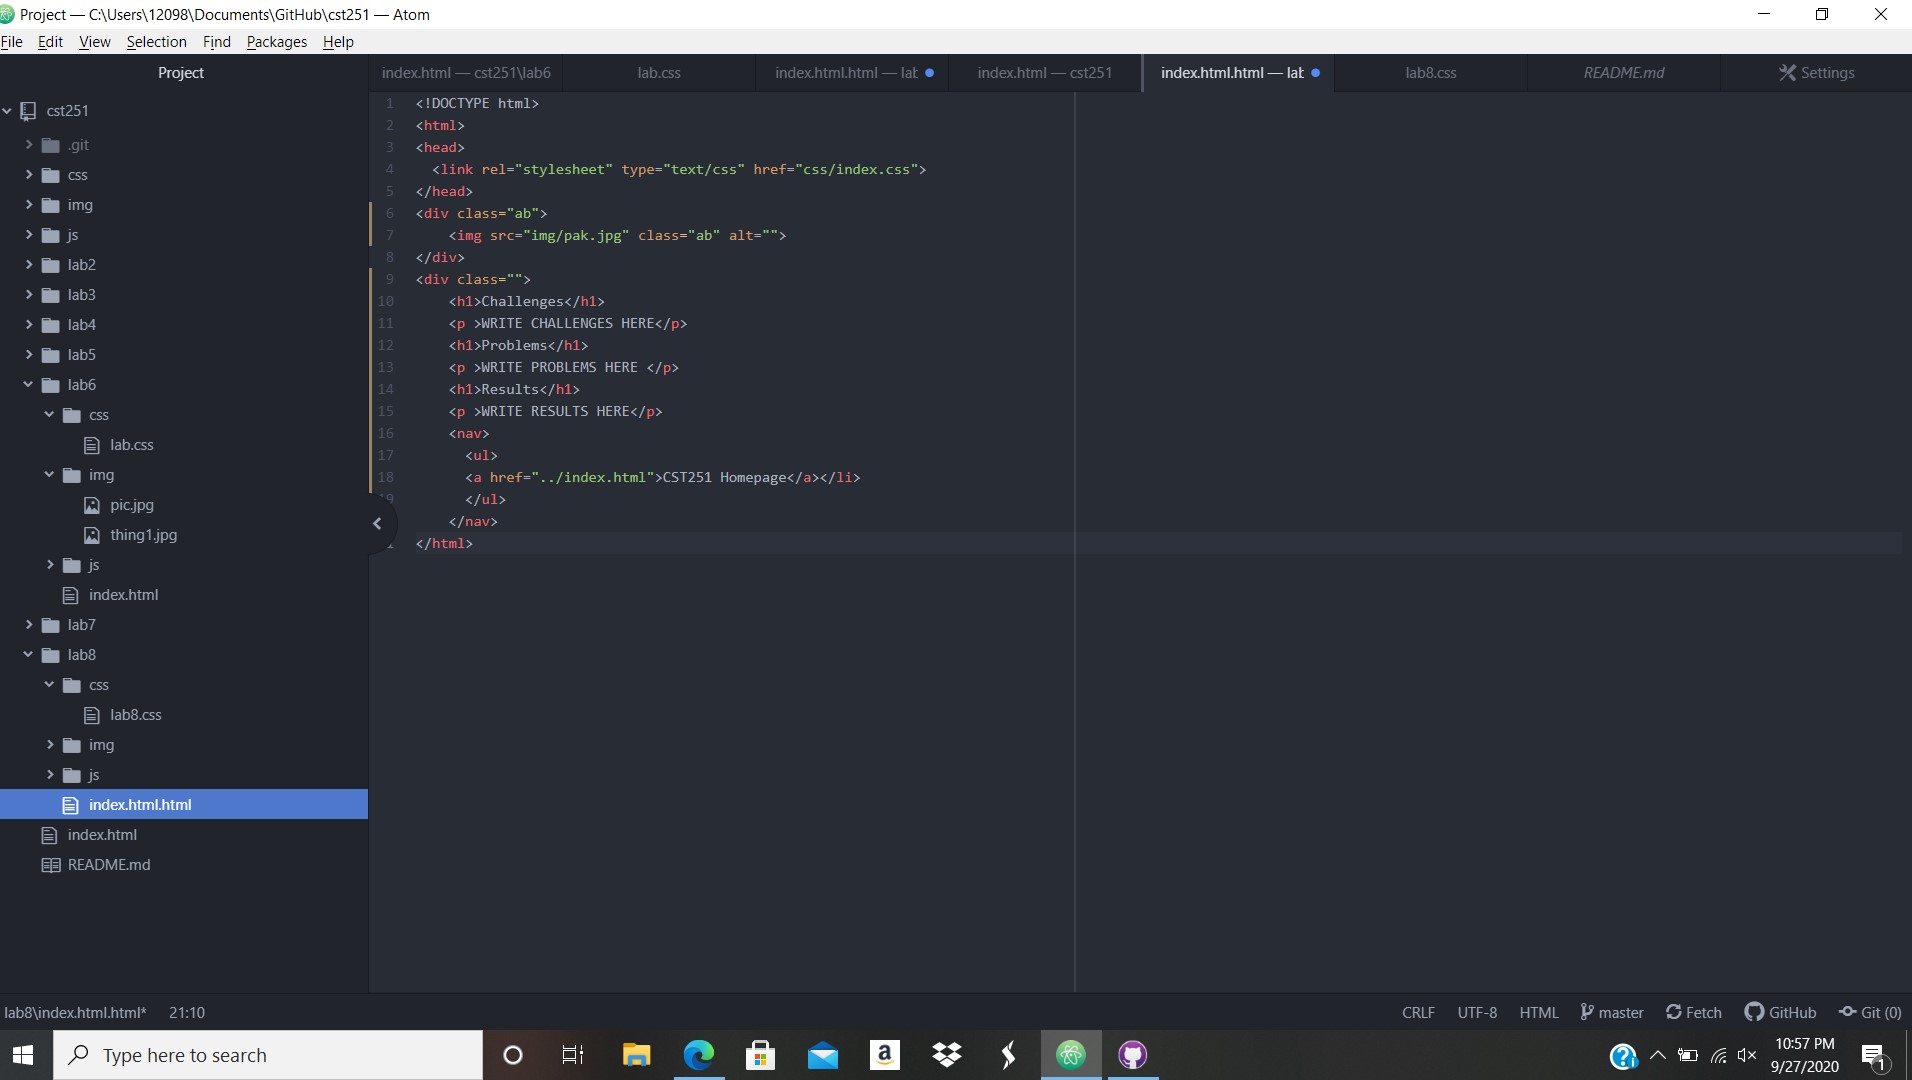 Project — C:\Users\12098\Documents\GitHub\cst251 — Atom
File Edit View Selection Find Packages Help
Project
index.html — cst251\lab6
lab.css
index.html.html — lab
index.html — cst251
index.html.html — lab
lab8.css
README.md
Settings
cst251
.git
css
img
js
lab2
lab3
lab4
lab5
lab6
css
lab.css
img
pic.jpg
thing1.jpg
js
index.html
lab7
lab8
css
lab8.css
img
js
index.html.html
index.html
README.md
1 <!DOCTYPE html>
2 <html>
3 <head>
4 <link rel="stylesheet" type="text/css" href="css/index.css">
5 </head>
6 <div class="ab">
7 <img src="img/pak.jpg" class="ab" alt="">
8 </div>
9 <div class="">
10 <h1>Challenges</h1>
11 <p >WRITE CHALLENGES HERE</p>
12 <h1>Problems</h1>
13 <p >WRITE PROBLEMS HERE </p>
14 <h1>Results</h1>
15 <p >WRITE RESULTS HERE</p>
16 <nav>
17 <ul>
18 <a href="../index.html">CST251 Homepage</a></li>
</ul>
</nav>
</html>
lab8\index.html.html* 21:10
CRLF UTF-8 HTML master Fetch GitHub Git (0)
Type here to search
a
10:57 PM
9/27/2020
1